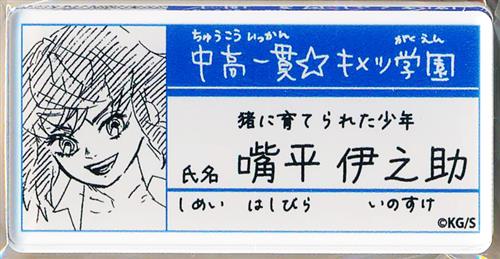 ちゅうこう いっかん がくえん
中高一貫☆キメツ学園
猪に育てられた少年
氏名 嘴平 伊之助
しめい はしびら いのすけ
©KG/S